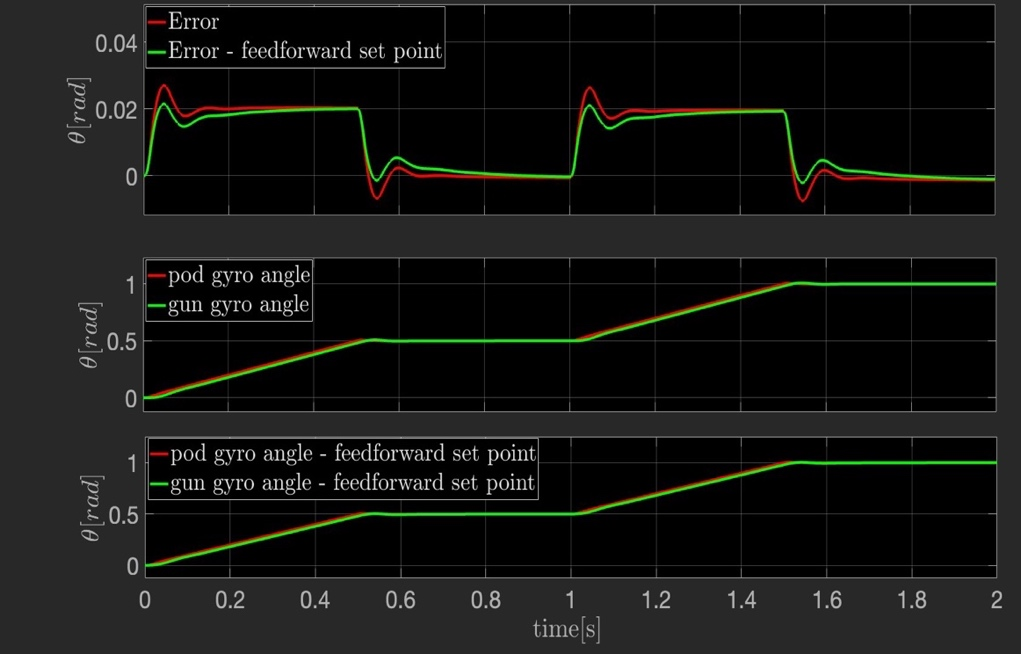 Error
Error - feedforward set point
θ[rad]
0.04
0.02
0
pod gyro angle
gun gyro angle
θ[rad]
1
0.5
0
pod gyro angle - feedforward set point
gun gyro angle - feedforward set point
θ[rad]
1
0.5
0
0 0.2 0.4 0.6 0.8 1 1.2 1.4 1.6 1.8 2
time[s]